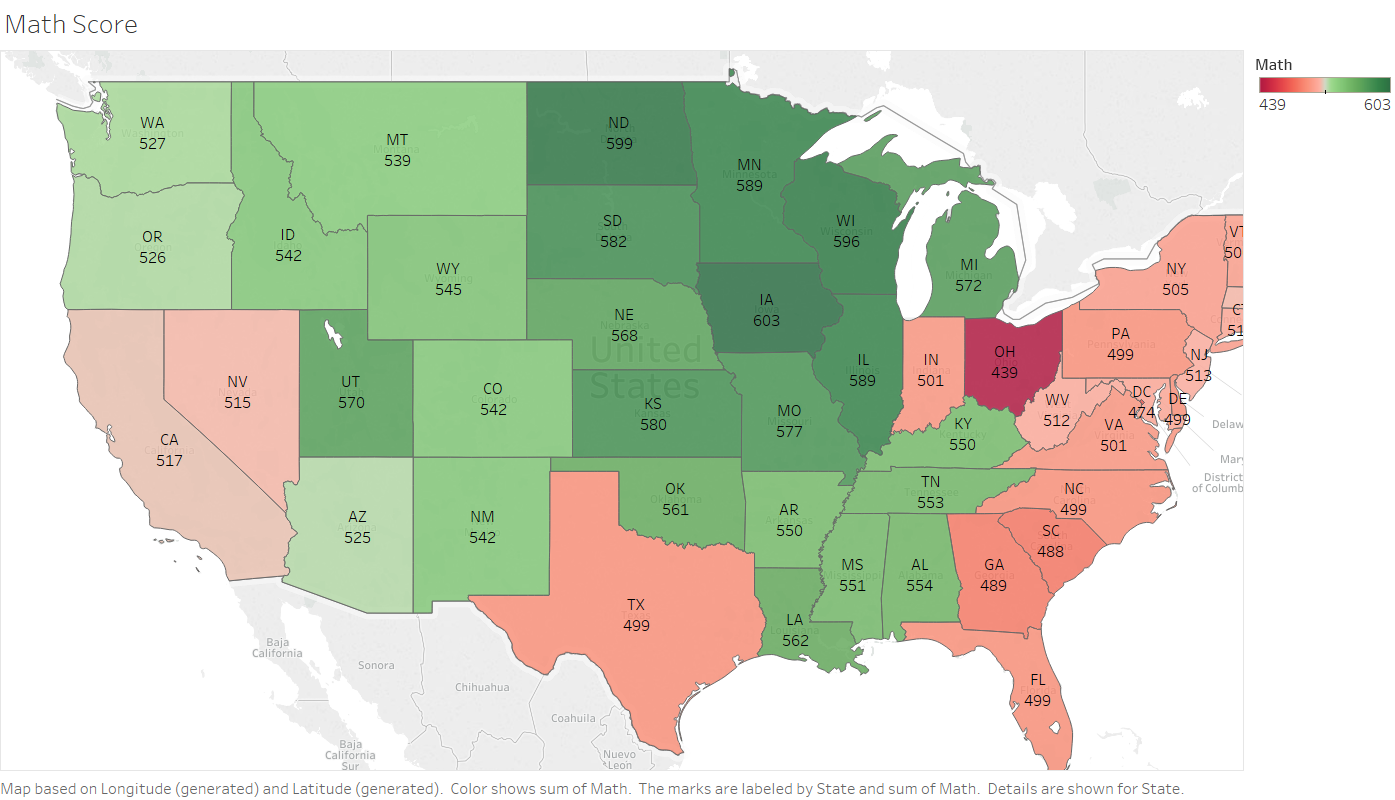 Math Score
Math
439 603
WA
527
MT
539
ND
599
MN
589
OR
526
ID
542
WY
545
SD
582
WI
596
MI
572
NY
505
VT
50
IA
603
NE
568
United
States
C
51
PA
499
NJ
513
NV
515
UT
570
CO
542
KS
580
MO
577
IL
589
IN
501
OH
439
WV
512
DC
474
DE
499
VA
501
KY
550
CA
517
Delaw
Mary
District
of Columb
AZ
525
NM
542
OK
561
AR
550
TN
553
NC
499
SC
488
MS
551
AL
554
GA
489
TX
499
LA
562
FL
499
Baja
California
Sonora
Chihuahua
Coahuila
Baja
California
Sur
Nuevo
Leon
Map based on Longitude (generated) and Latitude (generated).  Color shows sum of Math.  The marks are labeled by State and sum of Math.  Details are shown for State.